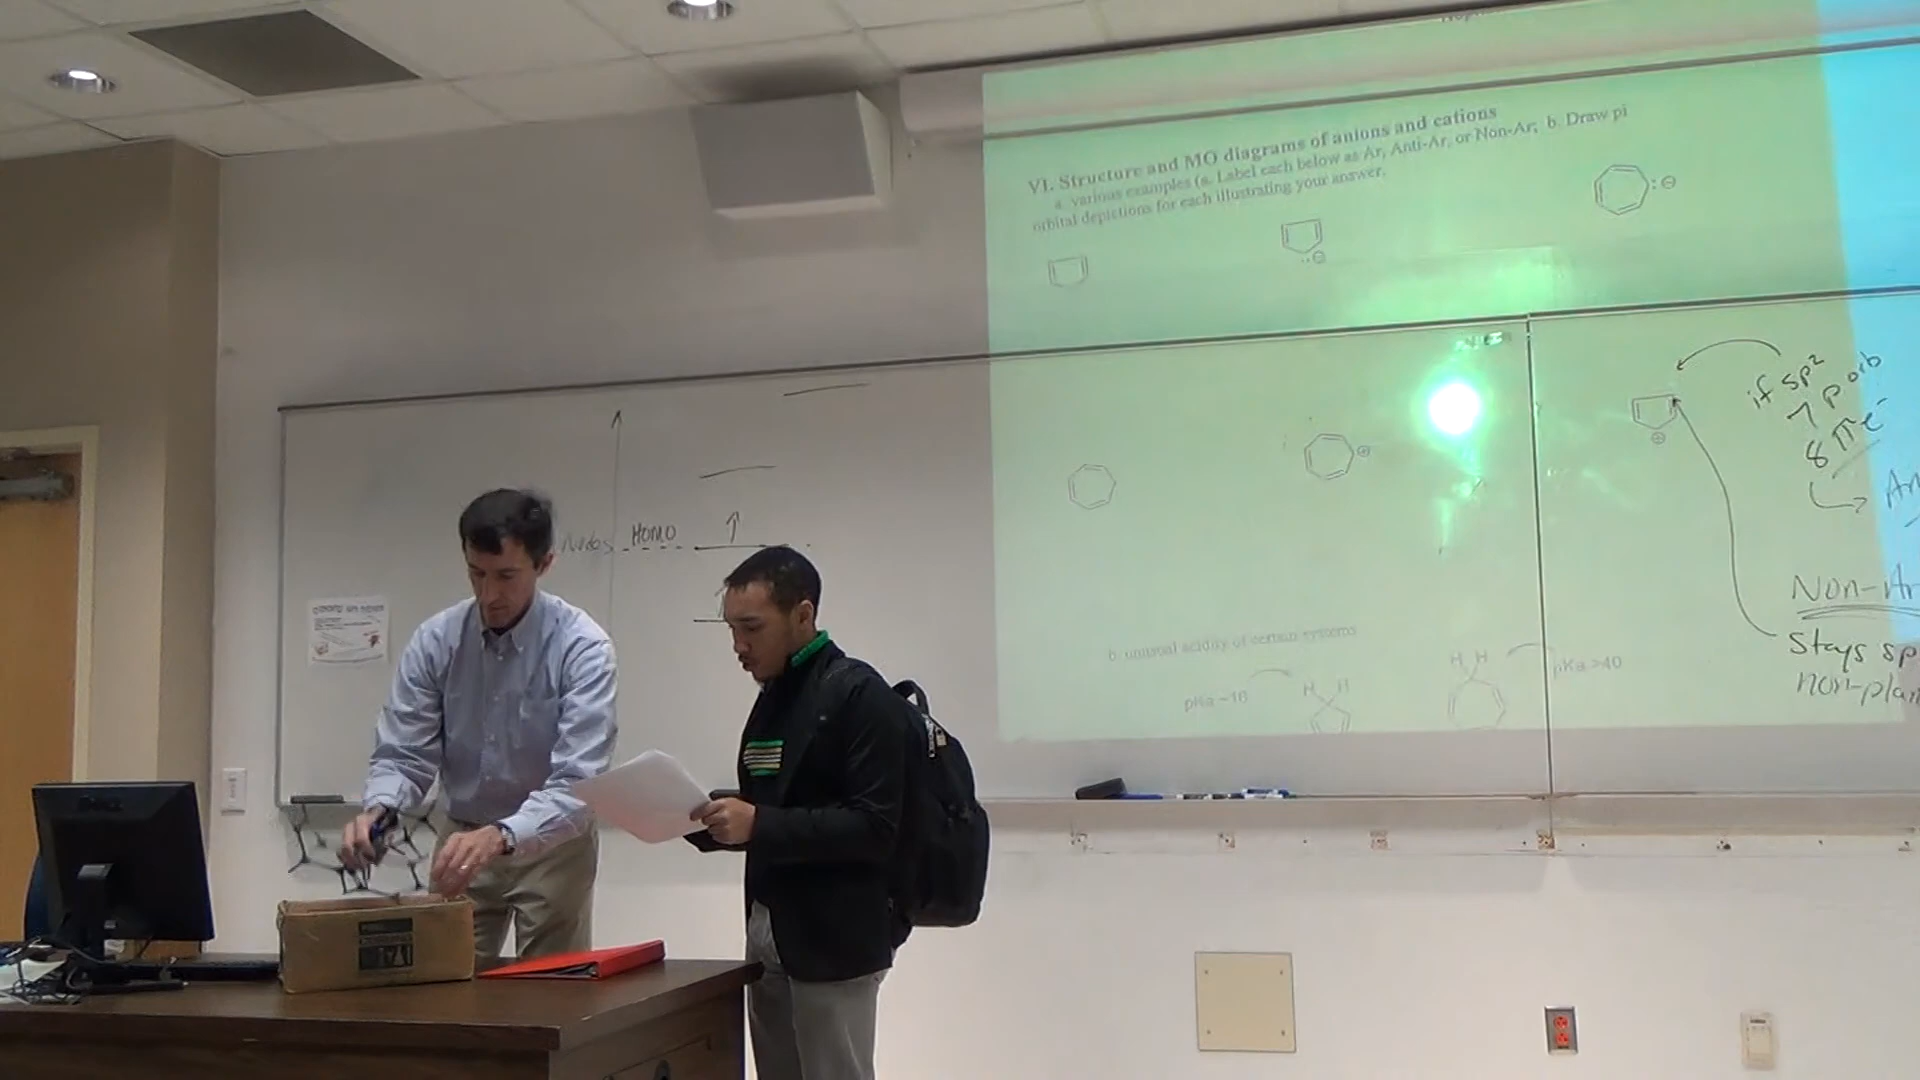 VI. Structure and MO diagrams of anions and cations
a. various examples (a. Label each below as Ar, Anti-Ar, or Non-Ar; b. Draw pi
orbital depictions for each illustrating your answer.
if sp²
7 p orb
8 πe⁻
Nodes HOMO
Non-Ar
Stays sp
non-plan
b. unusual acidity of certain systems
H H
pKa >40
pKa ~16
H H